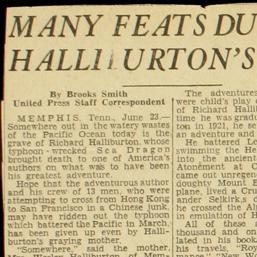 MANY FEATS DU
HALLIBURTON'S
By Brooks Smith
United Press Staff Correspondent
MEMPHIS, Tenn., June 23.—
Somewhere out in the watery wastes
of the Pacific Ocean today is the
grave of Richard Halliburton, whose
typhoon-wrecked Sea Dragon
brought death to one of America's
authors on what was to have been
his greatest adventure.
Hope that the adventurous author
and his crew of 13 men, who were
attempting to cross from Hong Kong
to San Francisco in a Chinese junk,
may have ridden out the typhoon
which battered the Pacific in March,
has been given up even by Halli-
burton's graying mother.
"Somewhere," said the mother,
The adventures
were child's play
of Richard Hallib
time he was gradu
ton in 1921, he se
an adventure and
He battered Le
swimming the He
into the ancient
Atonement at C
came out unregen
doughty Mount E
plane, lived a Cru
ander Selkirk,
he crossed the Al
in emulation of H
All of these
thousand and on
lated in his book
his travels, "Roy